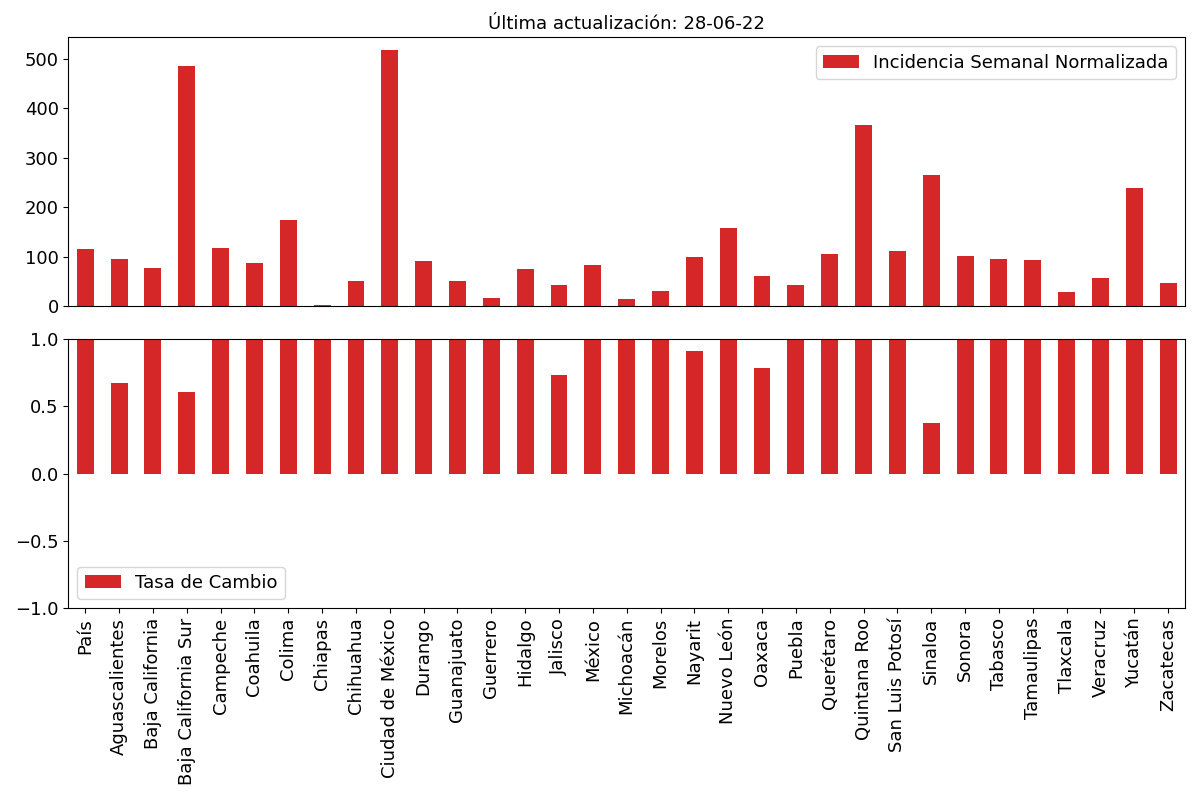 Última actualización: 28-06-22
Incidencia Semanal Normalizada
500
400
300
200
100
0
1.0
0.5
0.0
−0.5
−1.0
Tasa de Cambio
País
Aguascalientes
Baja California
Baja California Sur
Campeche
Coahuila
Colima
Chiapas
Chihuahua
Ciudad de México
Durango
Guanajuato
Guerrero
Hidalgo
Jalisco
México
Michoacán
Morelos
Nayarit
Nuevo León
Oaxaca
Puebla
Querétaro
Quintana Roo
San Luis Potosí
Sinaloa
Sonora
Tabasco
Tamaulipas
Tlaxcala
Veracruz
Yucatán
Zacatecas